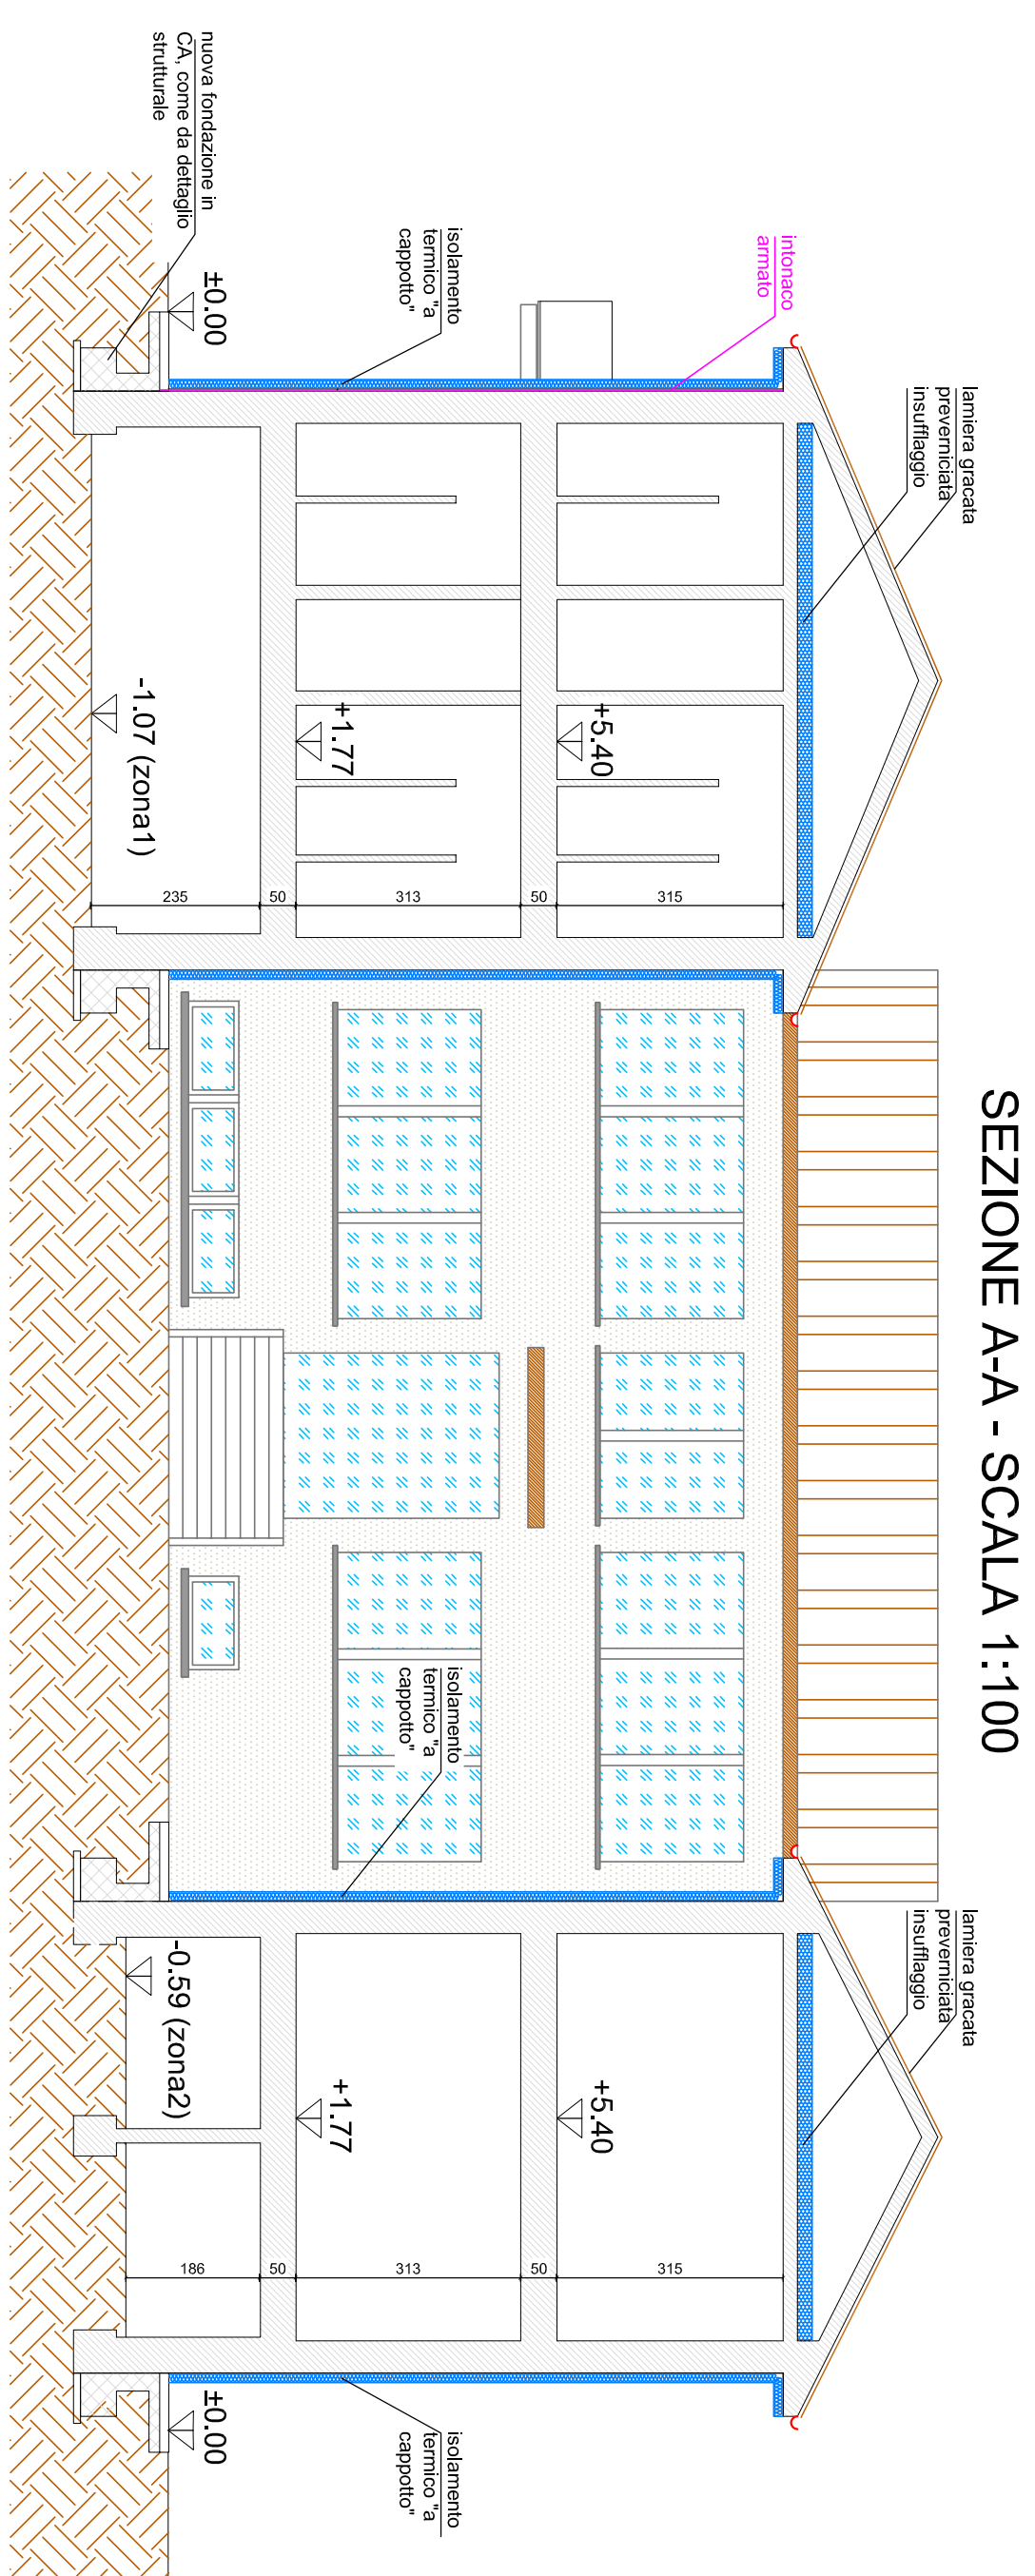 SEZIONE A-A - SCALA 1:100
lamiera gracata
preverniciata
insufflaggio
lamiera gracata
preverniciata
insufflaggio
intonaco
armato
isolamento
termico "a
cappotto"
isolamento
termico "a
cappotto"
isolamento
termico "a
cappotto"
nuova fondazione in
CA, come da dettaglio
strutturale
±0.00
+5.40
+1.77
-1.07 (zona1)
315
50
313
50
235
+5.40
+1.77
-0.59 (zona2)
315
50
313
50
186
±0.00